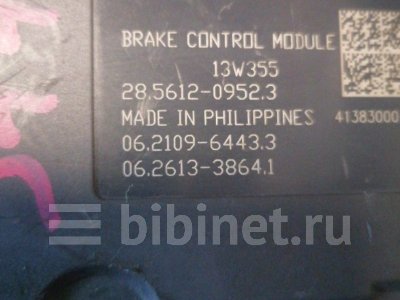 BRAKE CONTROL MODULE
13W355
28.5612-0952.3
MADE IN PHILIPPINES 41383000
06.2109-6443.3
06.2613-3864.1
bibinet.ru